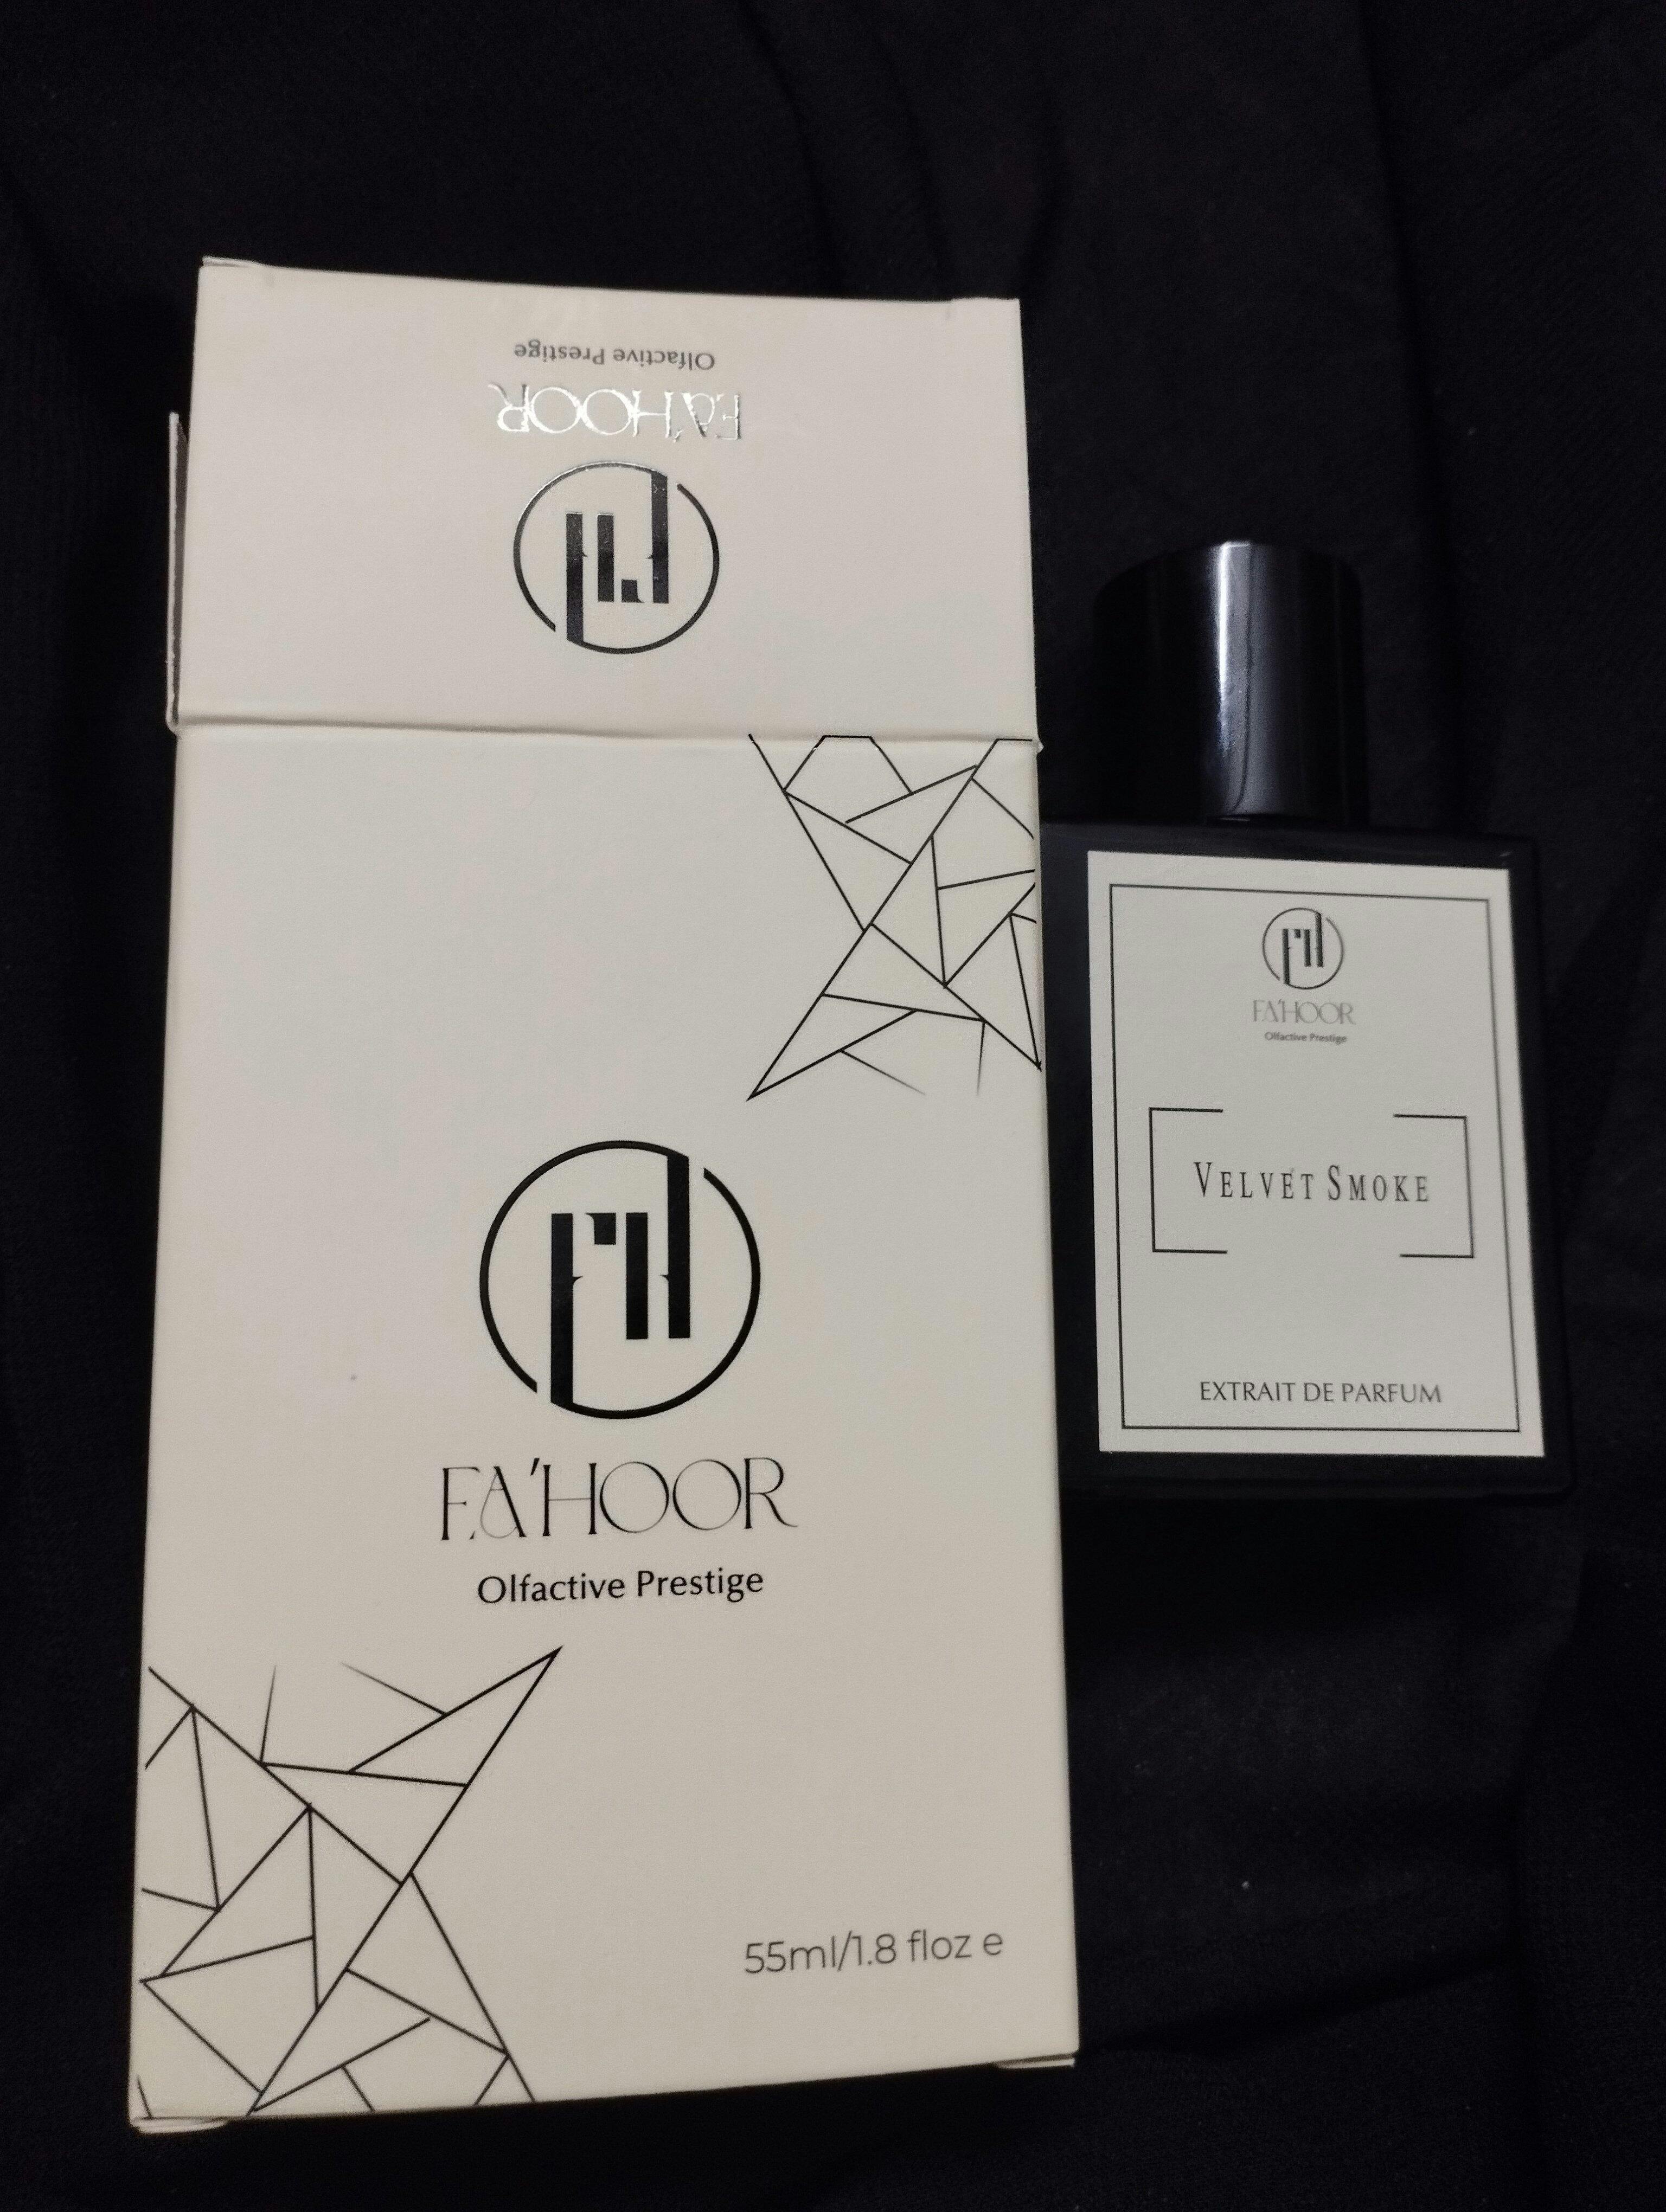 Olfactive Prestige
FA'HOOR
FA'HOOR
Olfactive Prestige
55ml/1.8 floz e
FA'HOOR
Olfactive Prestige
VELVET SMOKE
EXTRAIT DE PARFUM